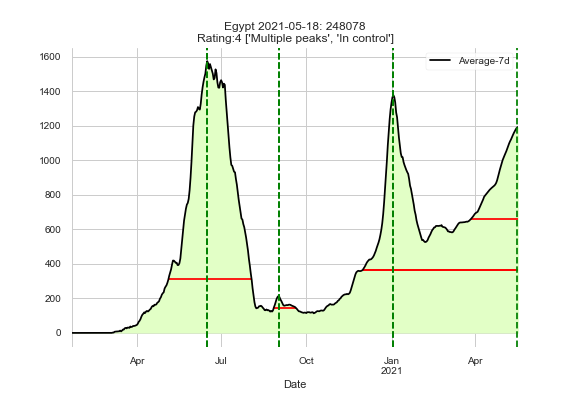 Egypt 2021-05-18: 248078
Rating:4 ['Multiple peaks', 'In control']
Average-7d
1600
1400
1200
1000
800
600
400
200
0
Apr Jul Oct Jan Apr
2021
Date